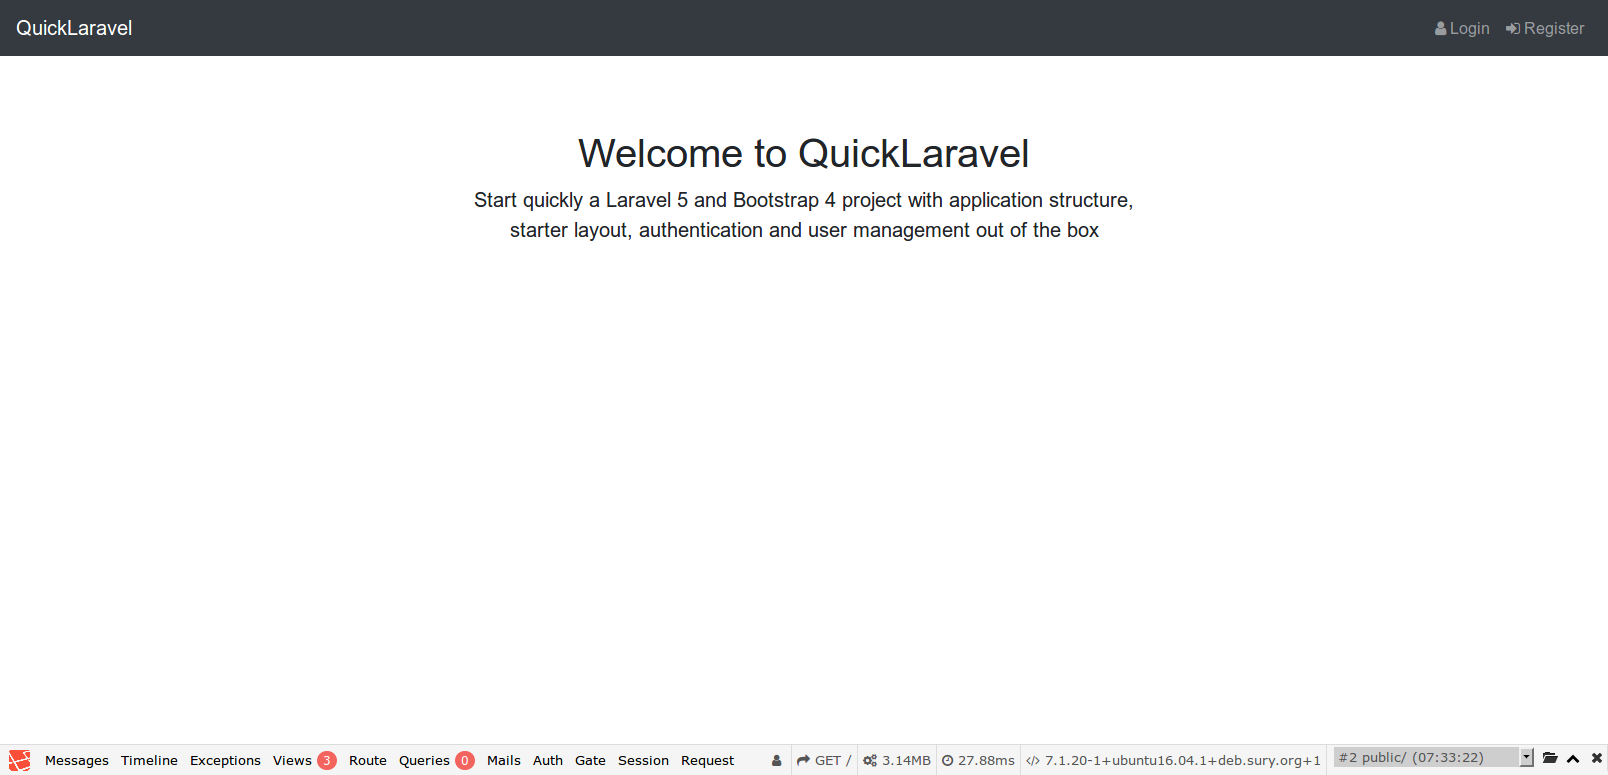 QuickLaravel
Login
Register
Welcome to QuickLaravel
Start quickly a Laravel 5 and Bootstrap 4 project with application structure,
starter layout, authentication and user management out of the box
Messages Timeline Exceptions Views 3 Route Queries 0 Mails Auth Gate Session Request GET / 3.14MB 27.88ms </> 7.1.20-1+ubuntu16.04.1+deb.sury.org+1 #2 public/ (07:33:22)